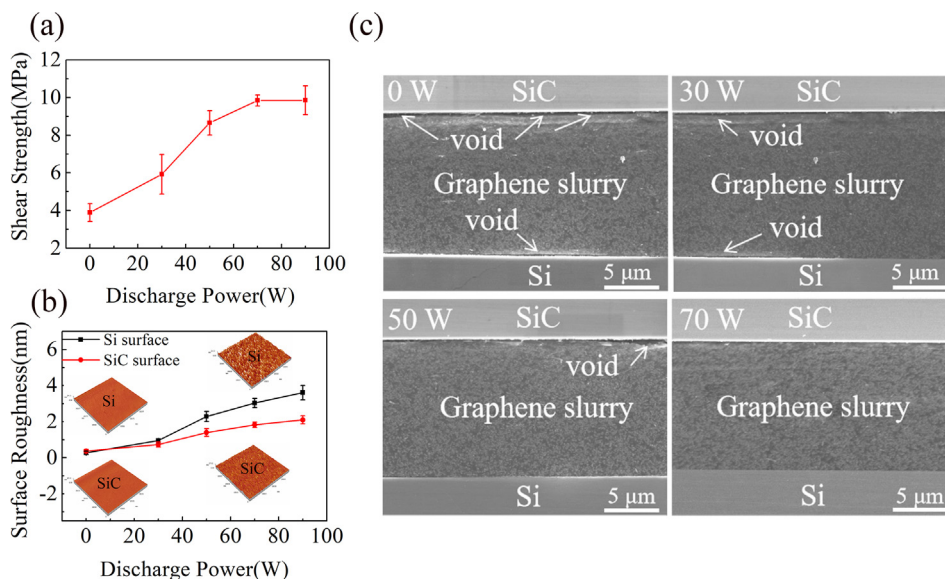 (a)
12
10
8
6
4
2
Shear Strength(MPa)
0 20 40 60 80 100
Discharge Power(W)
(b)
6
4
2
0
-2
Surface Roughness(nm)
Si surface
SiC surface
Si
Si
SiC
SiC
0 20 40 60 80 100
Discharge Power(W)
(c)
0 W SiC
void
Graphene slurry
void
Si 5 μm
30 W SiC
void
Graphene slurry
void
Si 5 μm
50 W SiC
void
Graphene slurry
Si 5 μm
70 W SiC
Graphene slurry
Si 5 μm